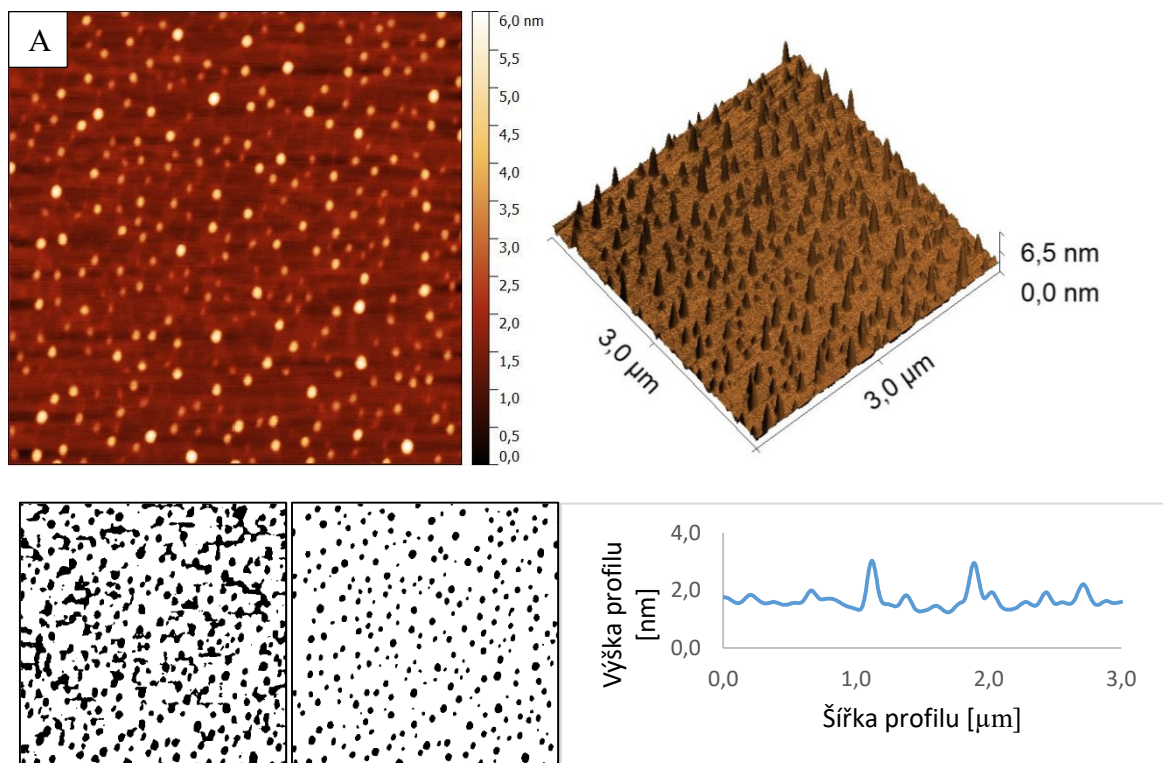 A
6,0 nm
5,5
5,0
4,5
4,0
3,5
3,0
2,5
2,0
1,5
1,0
0,5
0,0
6,5 nm
0,0 nm
3,0 µm
3,0 µm
Výška profilu
[nm]
4,0
2,0
0,0
0,0
1,0
2,0
3,0
Šířka profilu [µm]